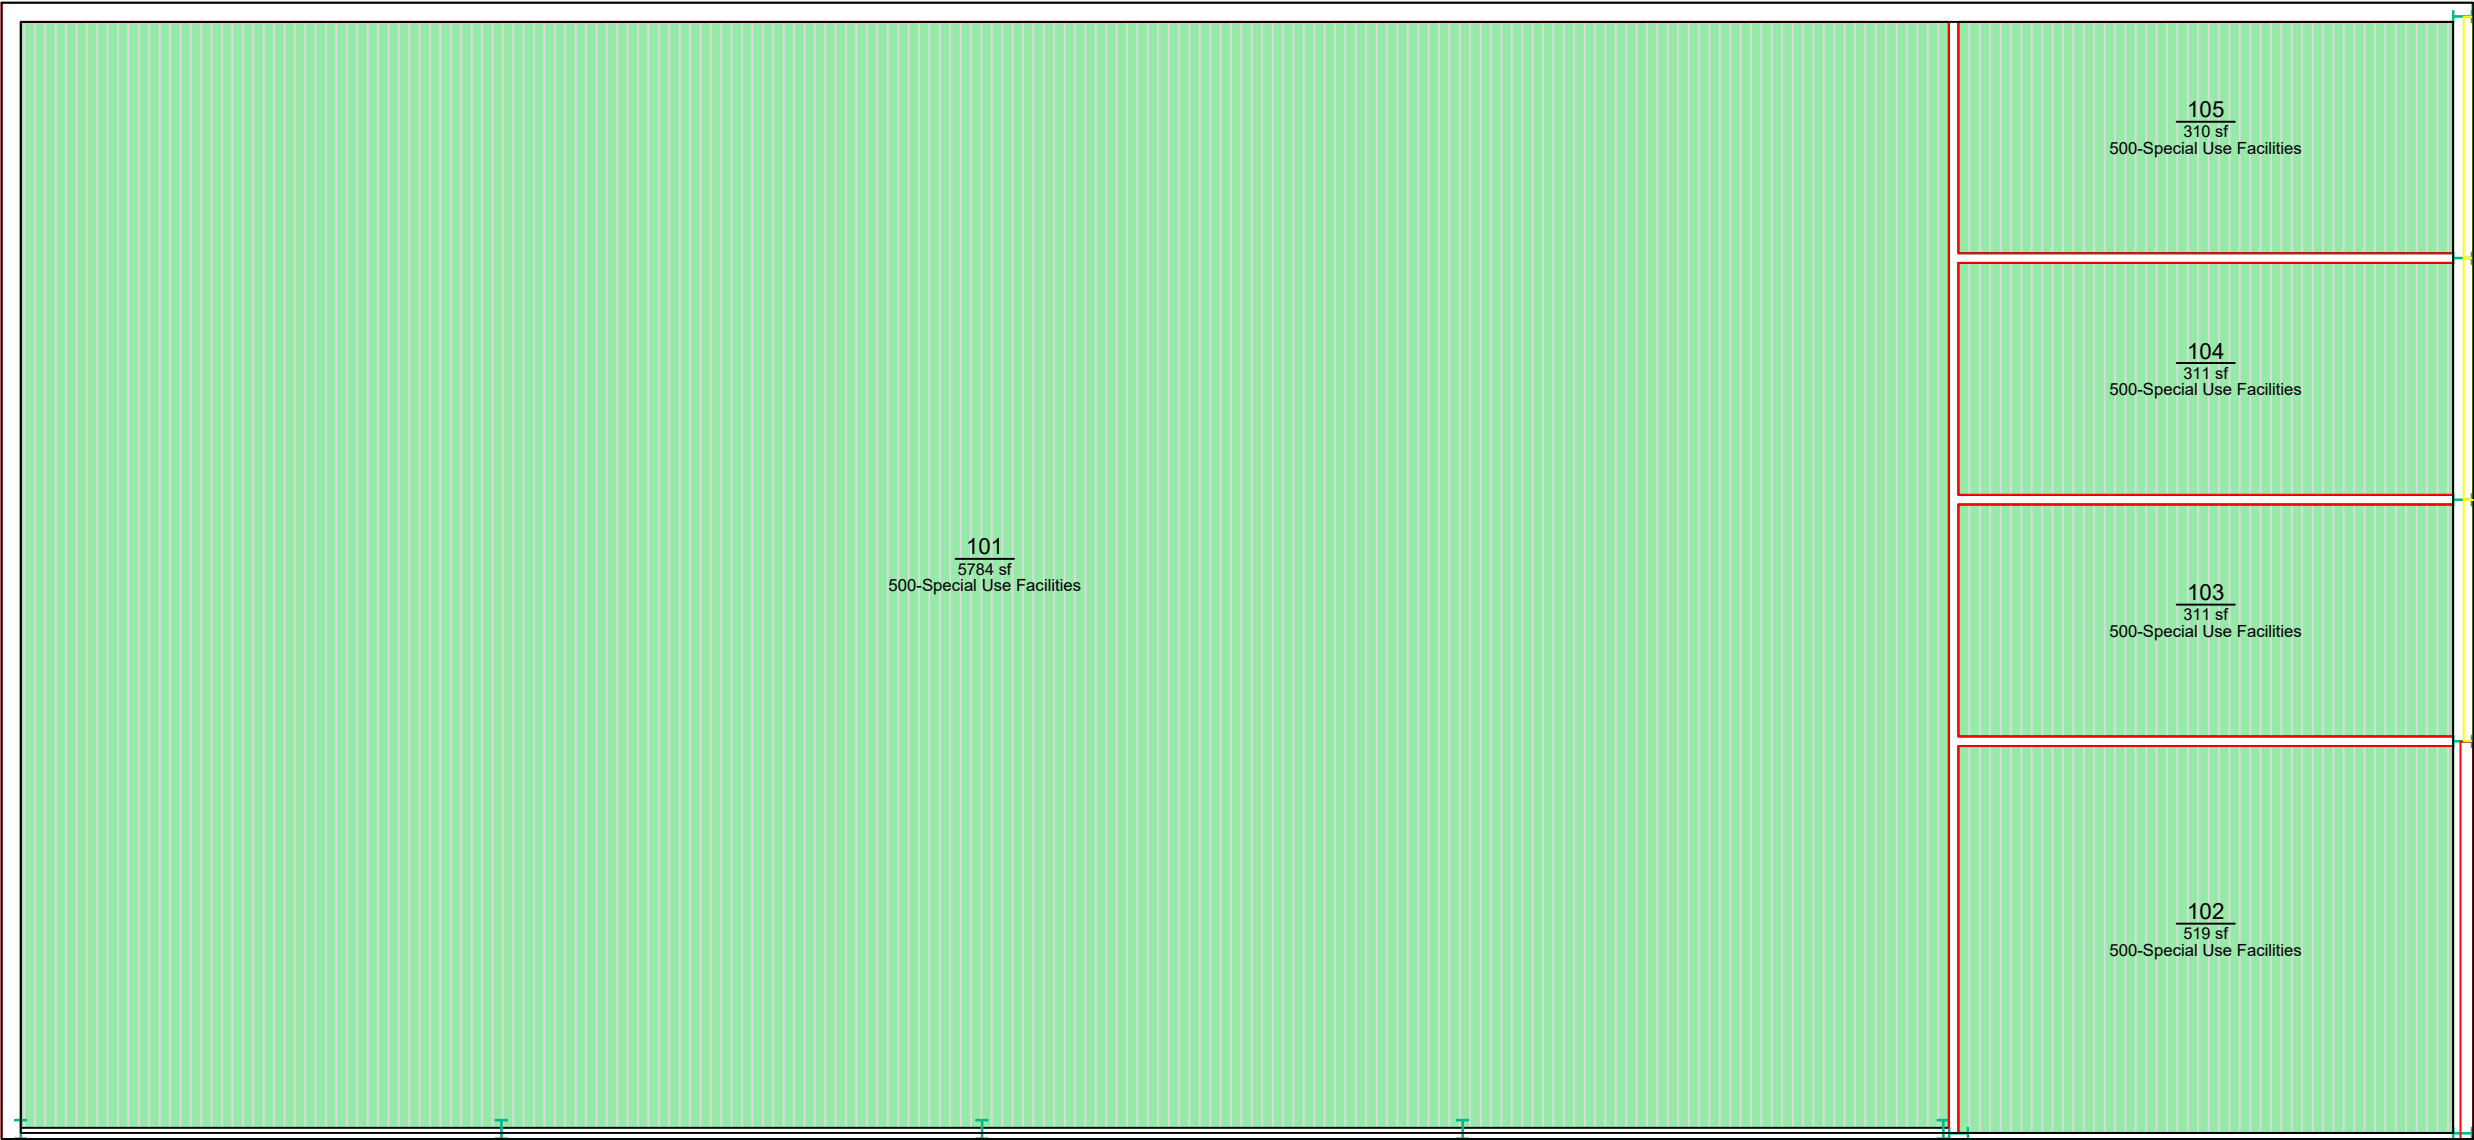 105
310 sf
500-Special Use Facilities
104
311 sf
500-Special Use Facilities
101
5784 sf
500-Special Use Facilities
103
311 sf
500-Special Use Facilities
102
519 sf
500-Special Use Facilities